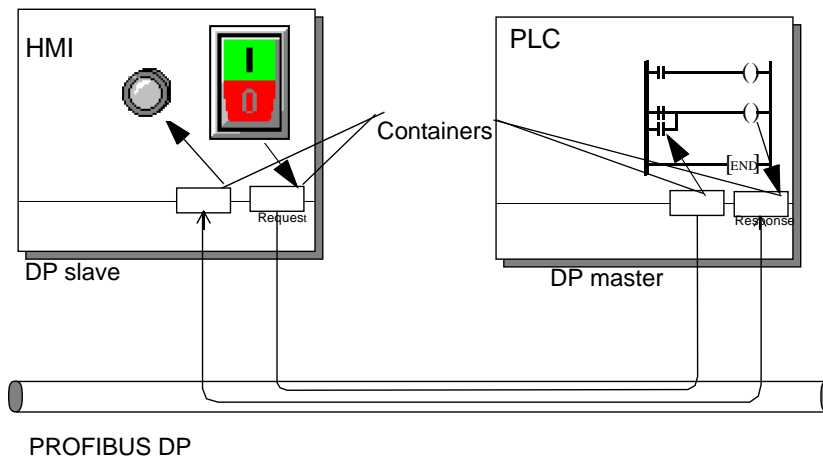 HMI
PLC
I
0
Containers
END
Request
Response
DP slave
DP master
PROFIBUS DP